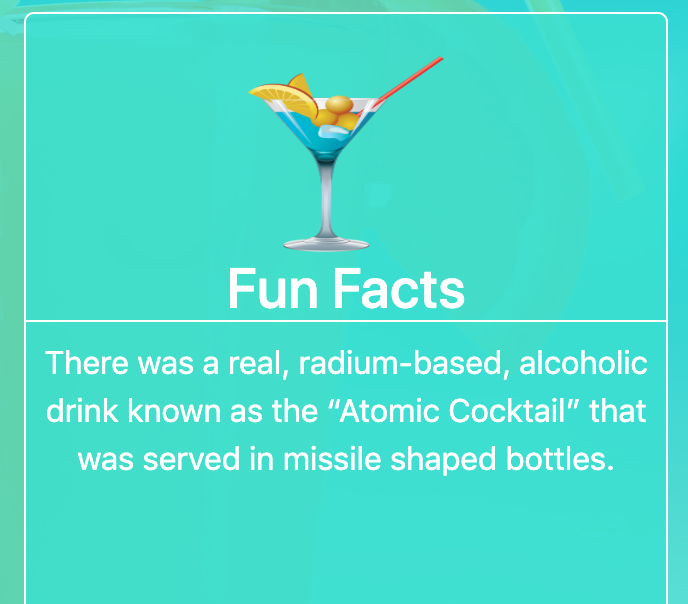 Fun Facts
There was a real, radium-based, alcoholic
drink known as the “Atomic Cocktail” that
was served in missile shaped bottles.